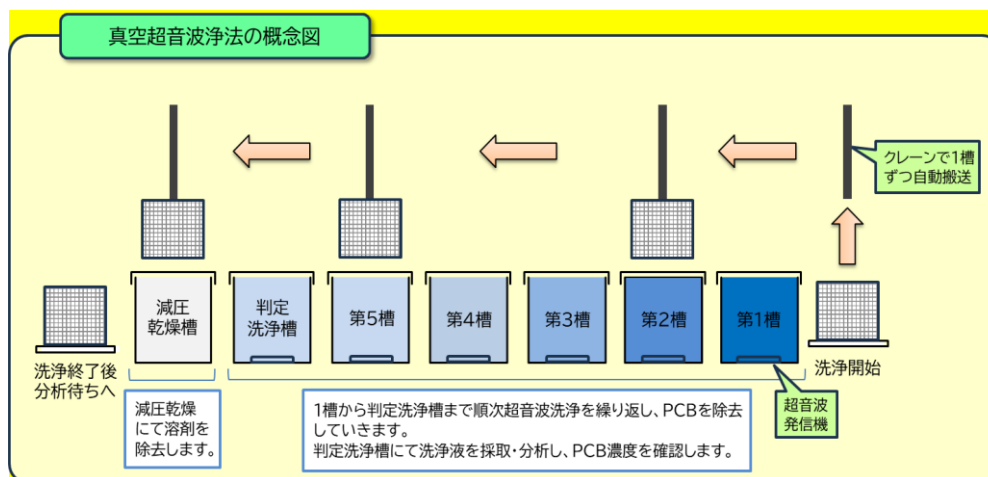 真空超音波浄法の概念図
クレーンで1槽
ずつ自動搬送
減圧
乾燥槽
判定
洗浄槽
第5槽
第4槽
第3槽
第2槽
第1槽
洗浄終了後
分析待ちへ
洗浄開始
減圧乾燥
にて溶剤を
除去します。
1槽から判定洗浄槽まで順次超音波洗浄を繰り返し、PCBを除去
していきます。
判定洗浄槽にて洗浄液を採取・分析し、PCB濃度を確認します。
超音波
発信機